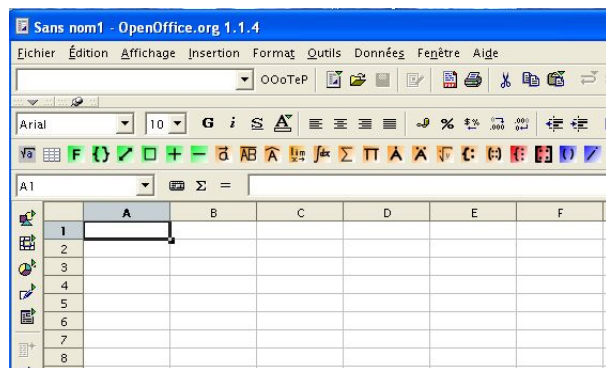 Sans nom1 - OpenOffice.org 1.1.4
Fichier Édition Affichage Insertion Format Outils Données Fenêtre Aide
OOoTeP
Arial 10 G i S A %
F {} AB A Σ Π A A
A1 Σ =
A B C D E F
1
2
3
4
5
6
7
8